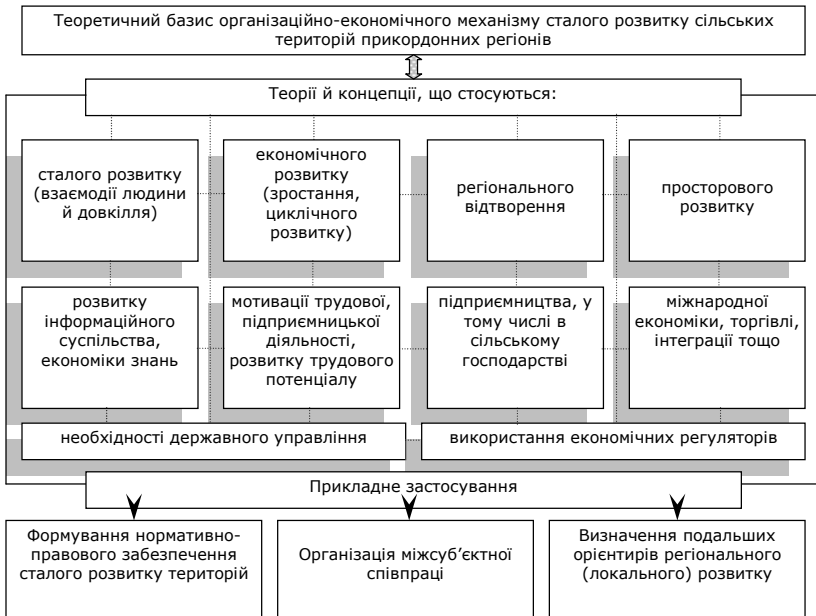 Теоретичний базис організаційно-економічного механізму сталого розвитку сільських
територій прикордонних регіонів
Теорії й концепції, що стосуються:
сталого розвитку
(взаємодії людини
й довкілля)
економічного
розвитку
(зростання,
циклічного
розвитку)
регіонального
відтворення
просторового
розвитку
розвитку
інформаційного
суспільства,
економіки знань
мотивації трудової,
підприємницької
діяльності,
розвитку трудового
потенціалу
підприємництва, у
тому числі в
сільському
господарстві
міжнародної
економіки, торгівлі,
інтеграції тощо
необхідності державного управління
використання економічних регуляторів
Прикладне застосування
Формування нормативно-
правового забезпечення
сталого розвитку територій
Організація міжсуб’єктної
співпраці
Визначення подальших
орієнтирів регіонального
(локального) розвитку